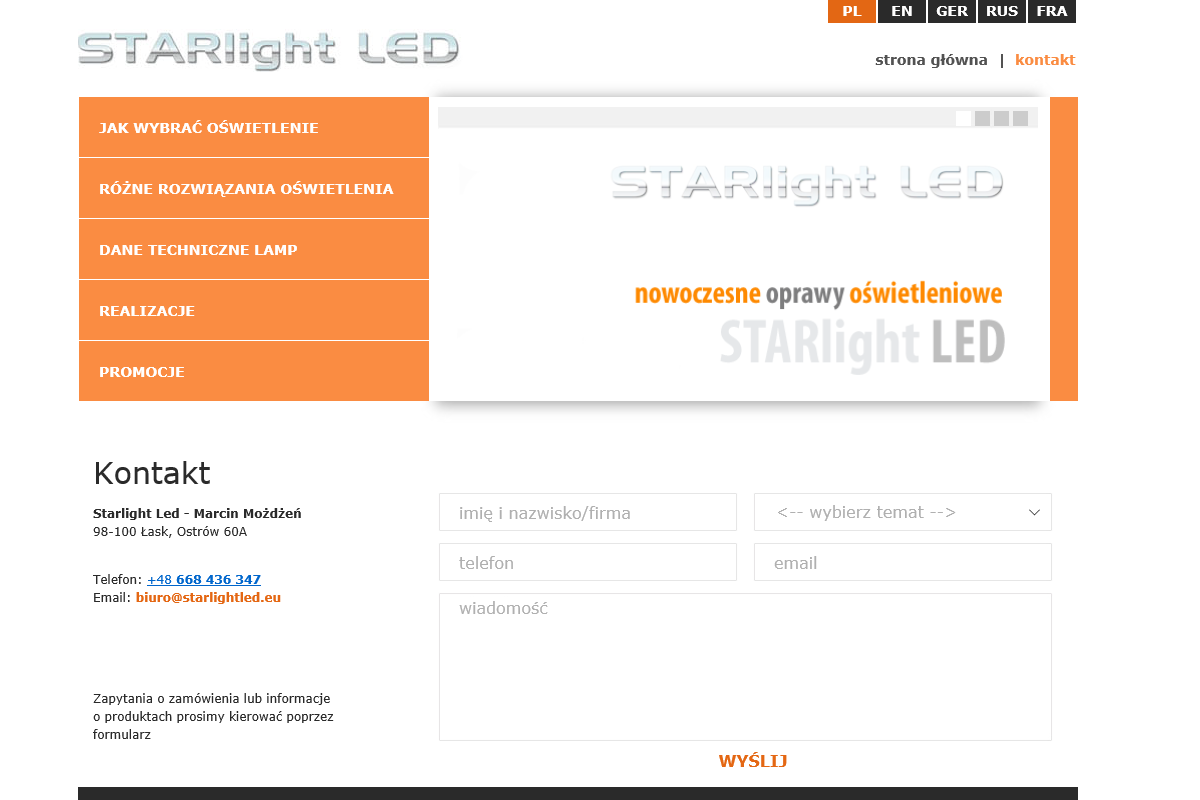 PL EN GER RUS FRA
STARlight LED
strona główna | kontakt
JAK WYBRAĆ OŚWIETLENIE
RÓŻNE ROZWIĄZANIA OŚWIETLENIA
DANE TECHNICZNE LAMP
REALIZACJE
PROMOCJE
STARlight LED
nowoczesne oprawy oświetleniowe
STARlight LED
Kontakt
Starlight Led - Marcin Możdżeń
98-100 Łask, Ostrów 60A
Telefon: +48 668 436 347
Email: biuro@starlightled.eu
Zapytania o zamówienia lub informacje
o produktach prosimy kierować poprzez
formularz
imię i nazwisko/firma
<-- wybierz temat -->
telefon
email
wiadomość
WYŚLIJ